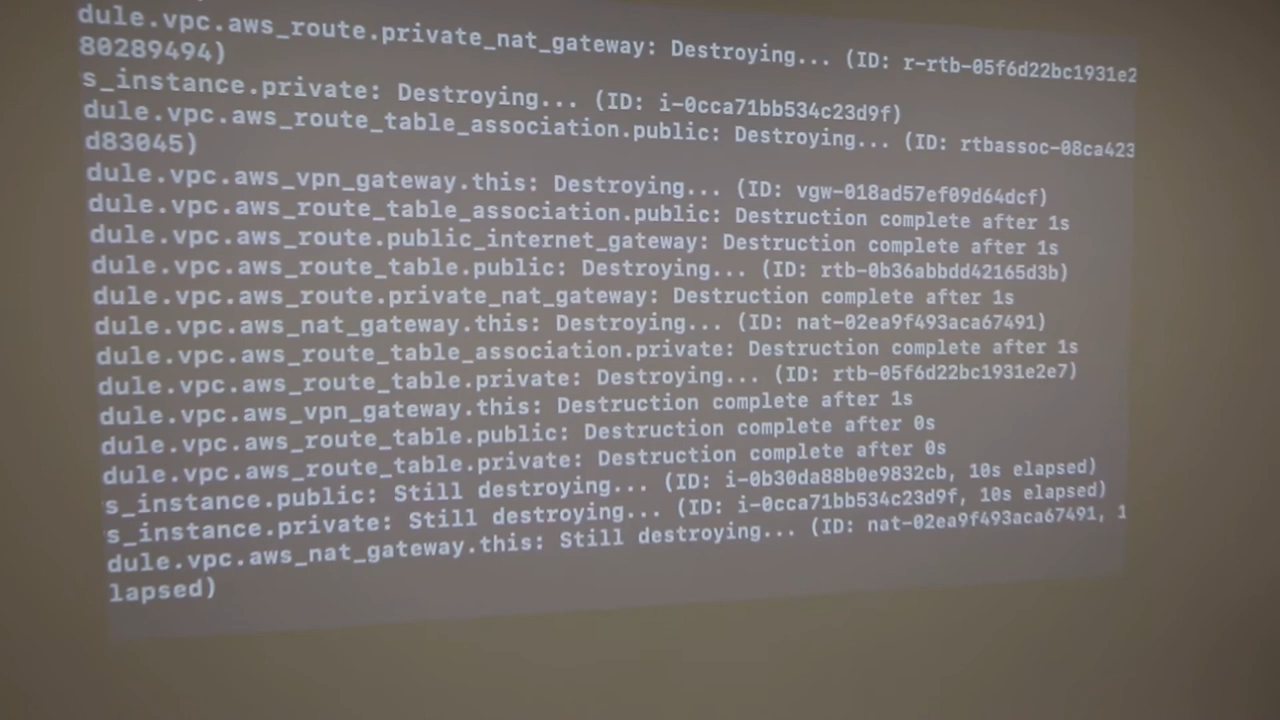 dule.vpc.aws_route.private_nat_gateway: Destroying... (ID: r-rtb-05f6d22bc1931e2
80289494)
s_instance.private: Destroying... (ID: i-0cca71bb534c23d9f)
dule.vpc.aws_route_table_association.public: Destroying... (ID: rtbassoc-08ca423
d83045)
dule.vpc.aws_vpn_gateway.this: Destroying... (ID: vgw-018ad57ef09d64dcf)
dule.vpc.aws_route_table_association.public: Destruction complete after 1s
dule.vpc.aws_route.public_internet_gateway: Destruction complete after 1s
dule.vpc.aws_route_table.public: Destroying... (ID: rtb-0b36abbdd42165d3b)
dule.vpc.aws_route.private_nat_gateway: Destruction complete after 1s
dule.vpc.aws_nat_gateway.this: Destroying... (ID: nat-02ea9f493aca67491)
dule.vpc.aws_route_table_association.private: Destruction complete after 1s
dule.vpc.aws_route_table.private: Destroying... (ID: rtb-05f6d22bc1931e2e7)
dule.vpc.aws_vpn_gateway.this: Destruction complete after 1s
dule.vpc.aws_route_table.public: Destruction complete after 0s
dule.vpc.aws_route_table.private: Destruction complete after 0s
s_instance.public: Still destroying... (ID: i-0b30da88b0e9832cb, 10s elapsed)
s_instance.private: Still destroying... (ID: i-0cca71bb534c23d9f, 10s elapsed)
dule.vpc.aws_nat_gateway.this: Still destroying... (ID: nat-02ea9f493aca67491, 1
lapsed)